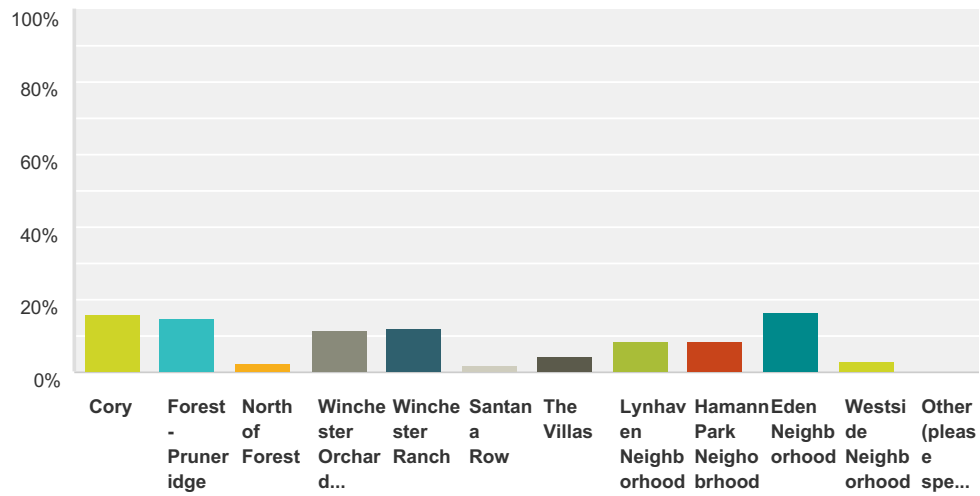 100%
80%
60%
40%
20%
0%
Cory
Forest
-
Pruner
idge
North
of
Forest
Winche
ster
Orchar
d...
Winche
ster
Ranch
Santan
a
Row
The
Villas
Lynhav
en
Neighb
orhood
Hamann
Park
Neigho
brhood
Eden
Neighb
orhood
Westsi
de
Neighb
orhood
Other
(pleas
e
spe...